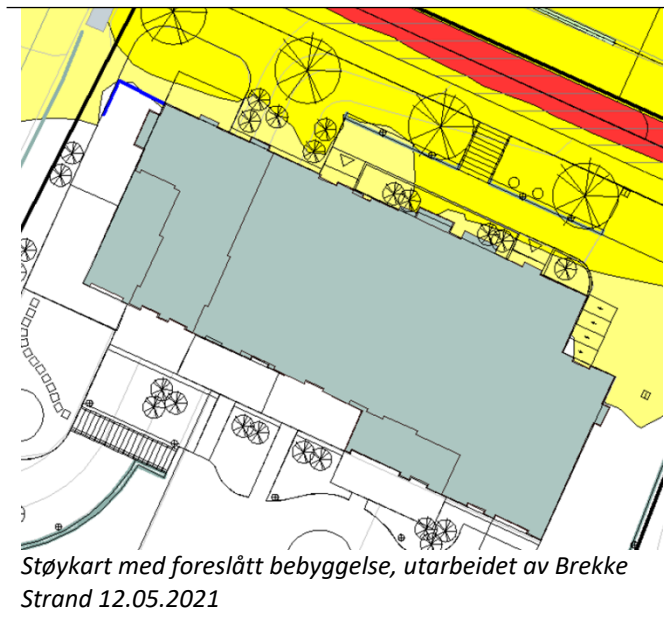 Støykart med foreslått bebyggelse, utarbeidet av Brekke
Strand 12.05.2021